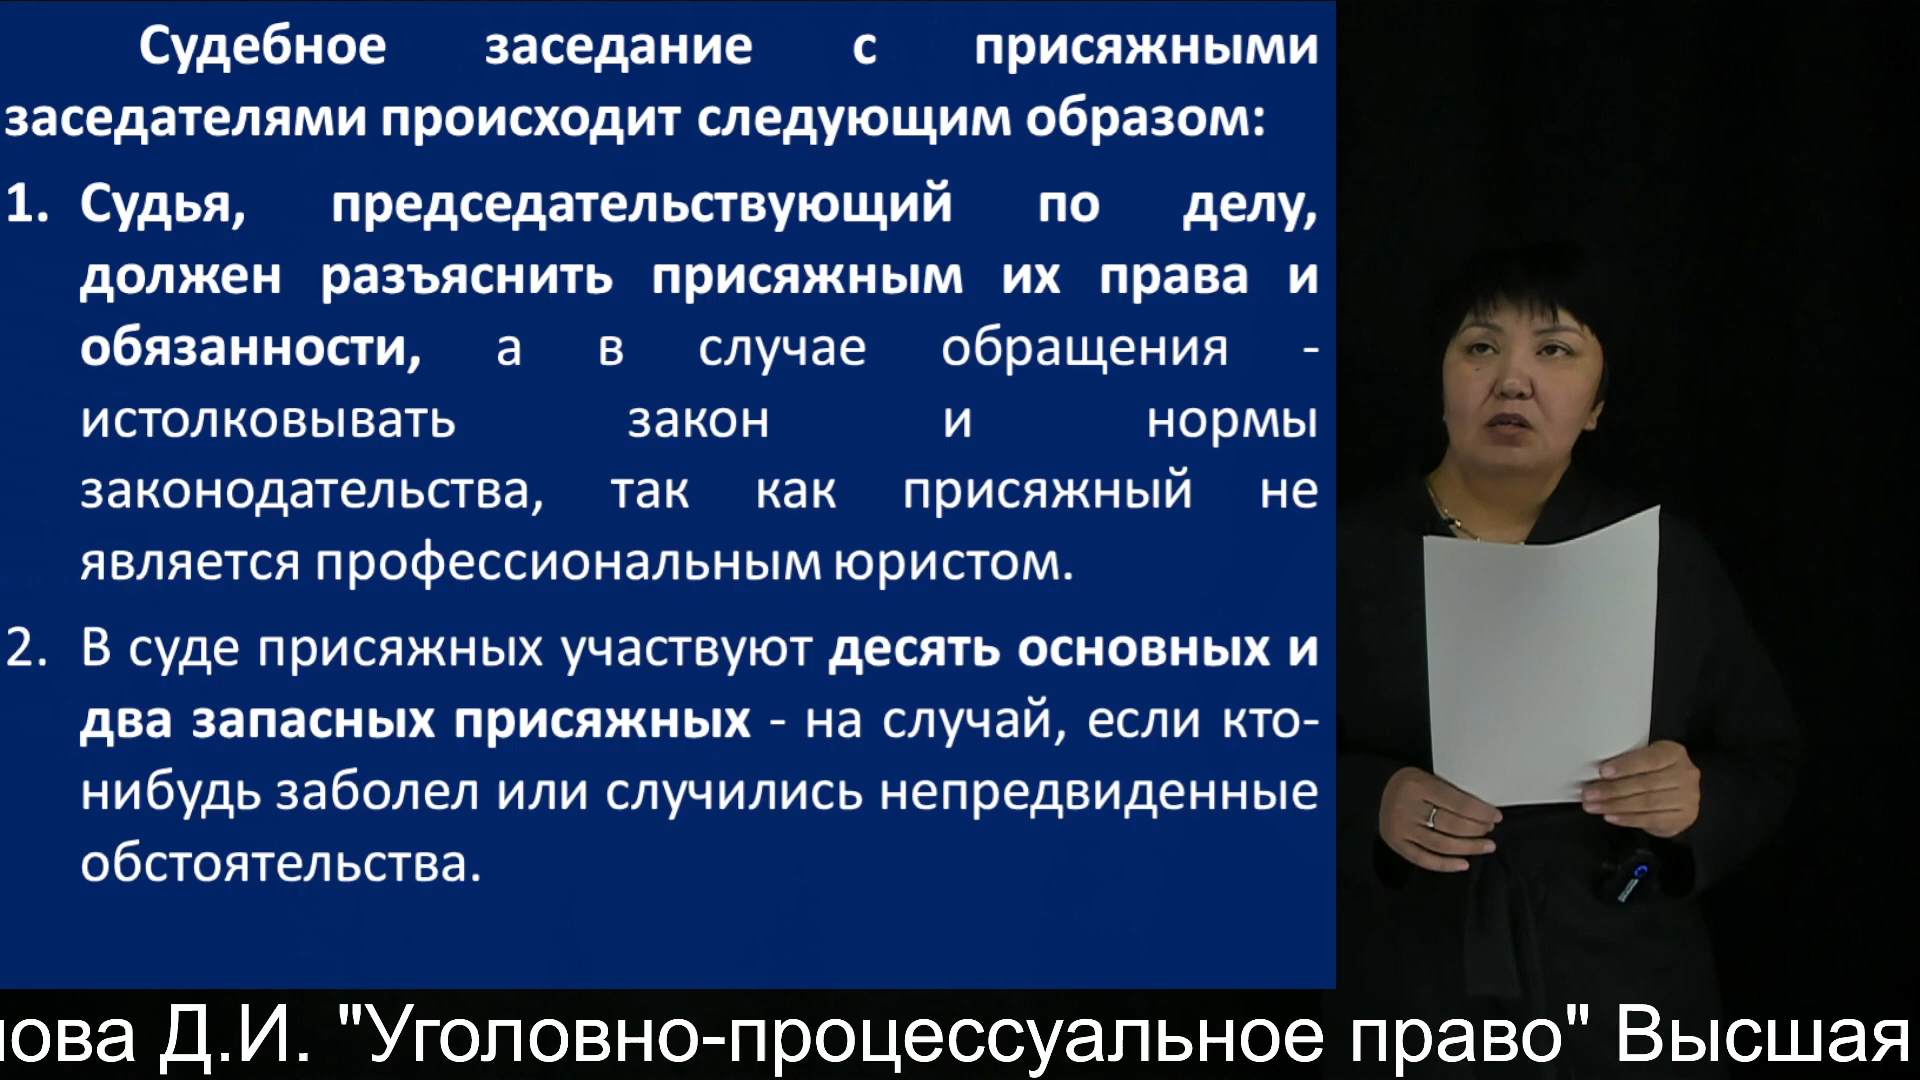 Судебное заседание с присяжными
заседателями происходит следующим образом:
1. Судья, председательствующий по делу,
должен разъяснить присяжным их права и
обязанности, а в случае обращения -
истолковывать закон и нормы
законодательства, так как присяжный не
является профессиональным юристом.
2. В суде присяжных участвуют десять основных и
два запасных присяжных - на случай, если кто-
нибудь заболел или случились непредвиденные
обстоятельства.
нова Д.И. "Уголовно-процессуальное право" Высшая